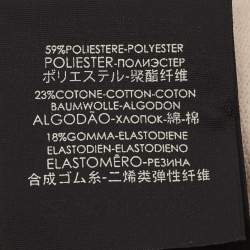 59%POLIESTERE-POLYESTER
POLIESTER-ПОЛИЭСТЕР
ポリエステル-聚酯纤维
23%COTONE-COTTON-COTON
BAUMWOLLE-ALGODON
ALGODÃO-ХЛОПОК-綿-棉
18%GOMMA-ELASTODIENE
ELASTODIEN-ELASTODIENO
ELASTOMÊRO-РЕЗИНА
合成ゴム糸-二烯类弹性纤维